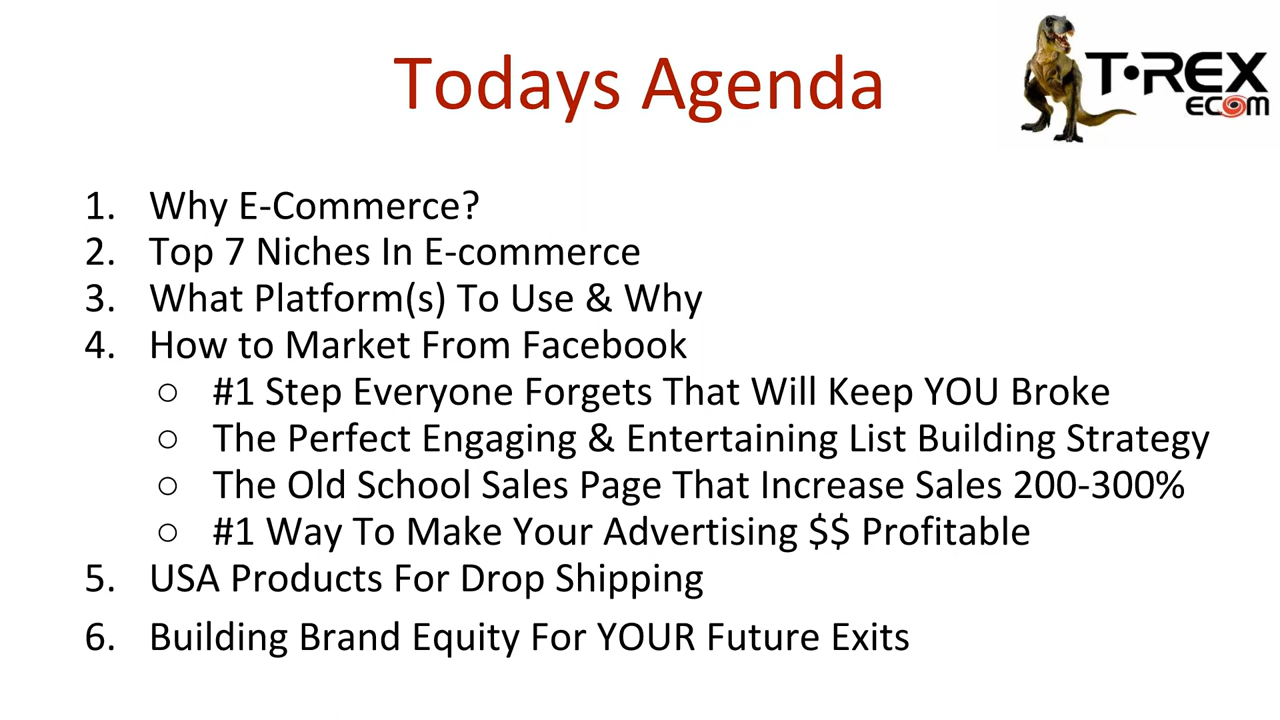 Todays Agenda
T•REX
ECOM
1. Why E-Commerce?
2. Top 7 Niches In E-commerce
3. What Platform(s) To Use & Why
4. How to Market From Facebook
○ #1 Step Everyone Forgets That Will Keep YOU Broke
○ The Perfect Engaging & Entertaining List Building Strategy
○ The Old School Sales Page That Increase Sales 200-300%
○ #1 Way To Make Your Advertising $$ Profitable
5. USA Products For Drop Shipping
6. Building Brand Equity For YOUR Future Exits